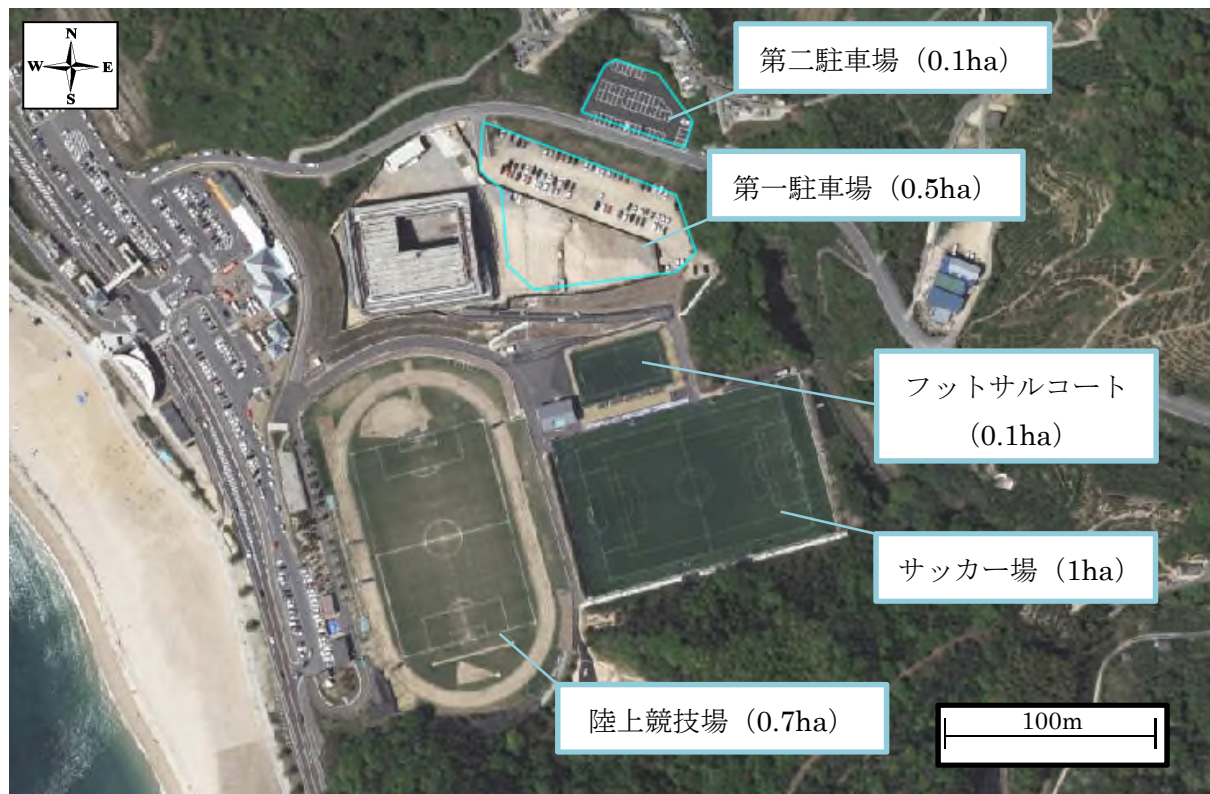 N
W E
S
第二駐車場（0.1ha）
第一駐車場（0.5ha）
フットサルコート
（0.1ha）
サッカー場（1ha）
陸上競技場（0.7ha）
100m